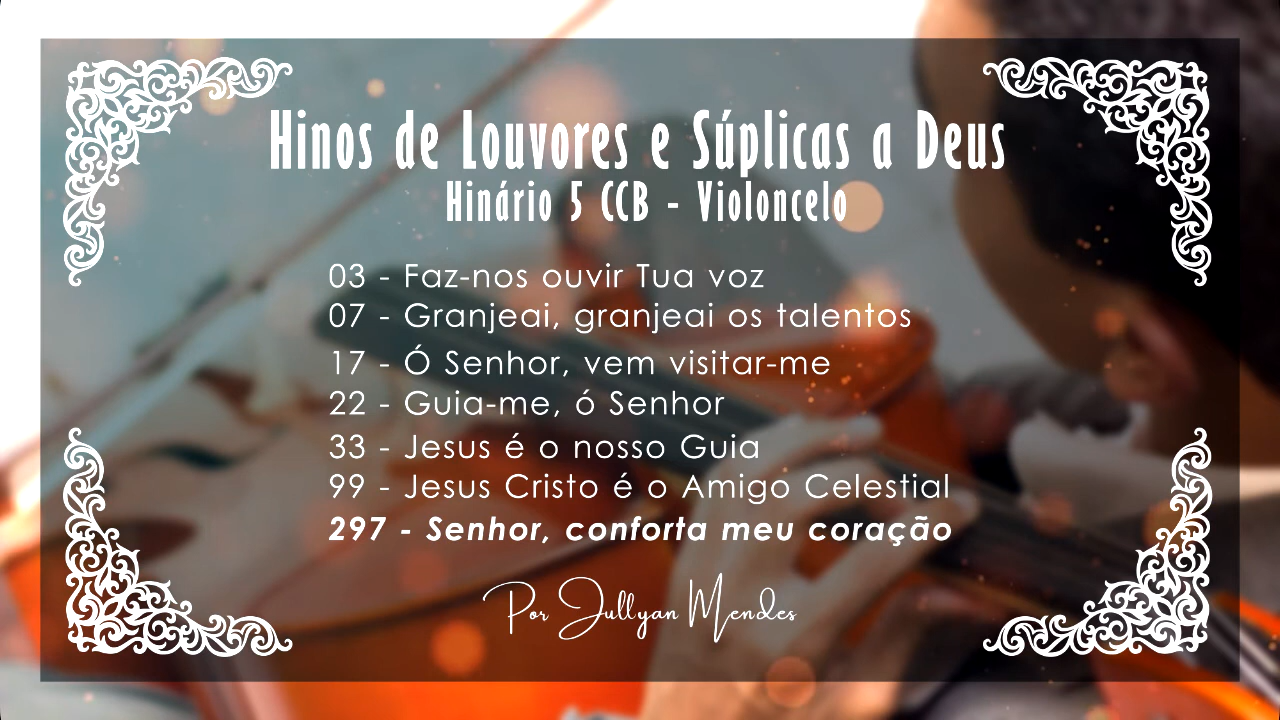 Hinos de Louvores e Súplicas a Deus
Hinário 5 CCB - Violoncelo
03 - Faz-nos ouvir Tua voz
07 - Granjeai, granjeai os talentos
17 - Ó Senhor, vem visitar-me
22 - Guia-me, ó Senhor
33 - Jesus é o nosso Guia
99 - Jesus Cristo é o Amigo Celestial
297 - Senhor, conforta meu coração
Por Jullyan Mendes